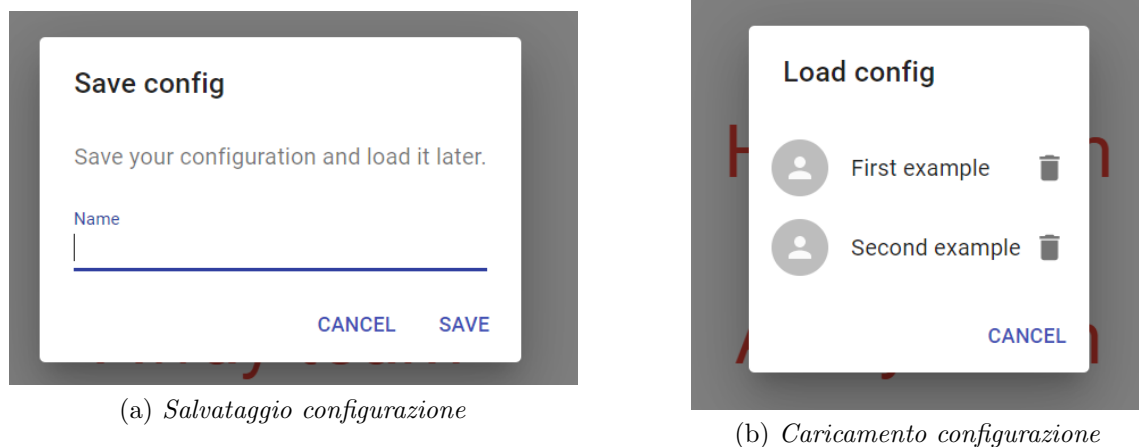 Save config
Save your configuration and load it later.
Name
CANCEL SAVE
(a) Salvataggio configurazione
Load config
First example
Second example
CANCEL
(b) Caricamento configurazione